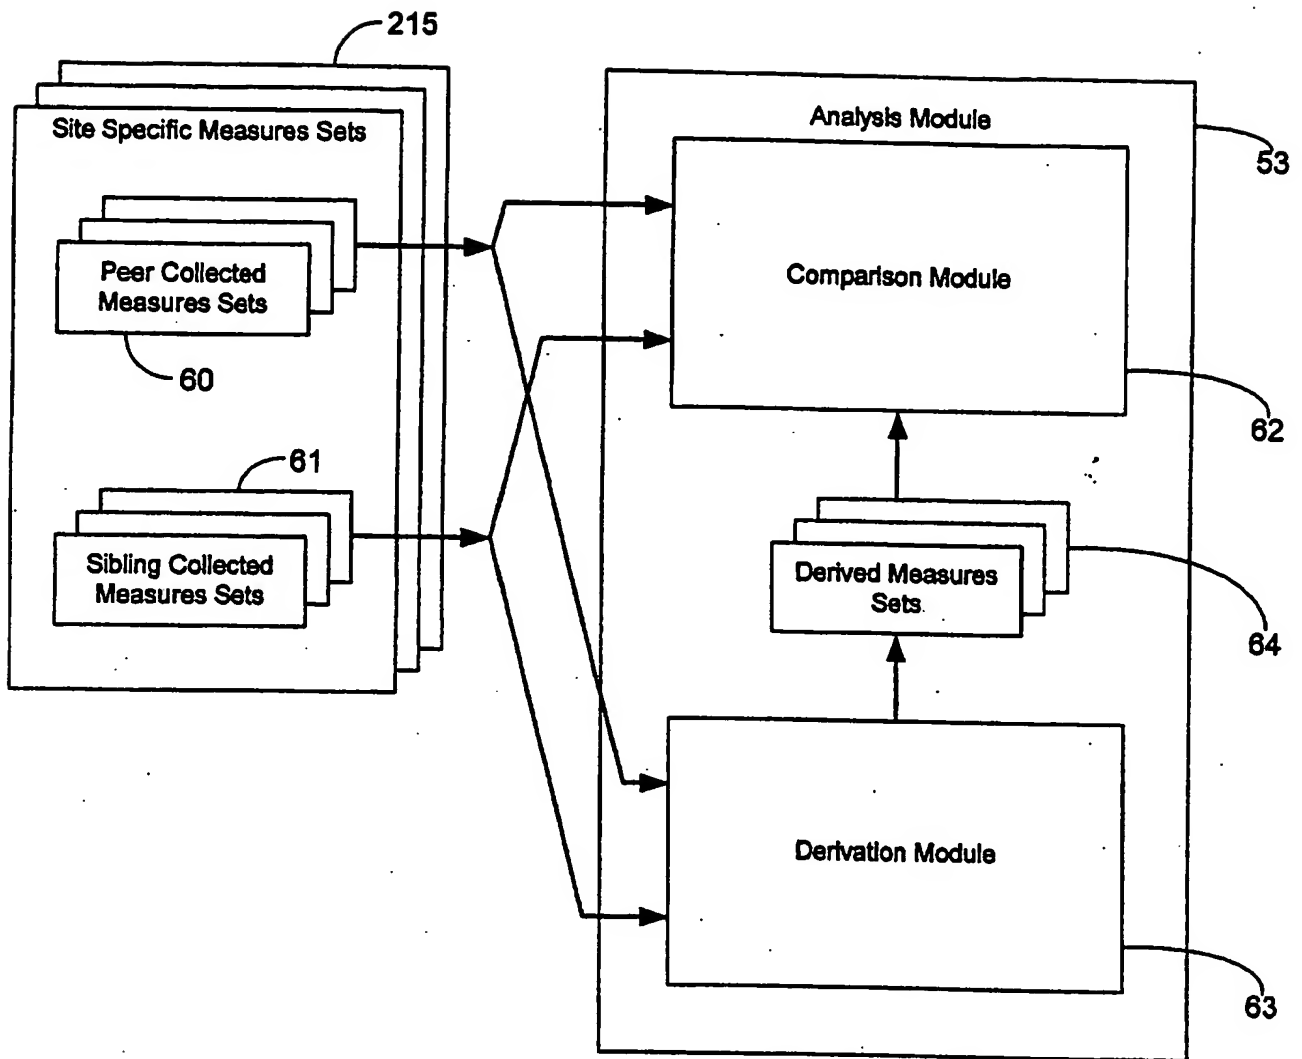 215
Site Specific Measures Sets
Analysis Module
53
Peer Collected
Measures Sets
Comparison Module
60
62
61
Sibling Collected
Measures Sets
Derived Measures
Sets
64
Derivation Module
63